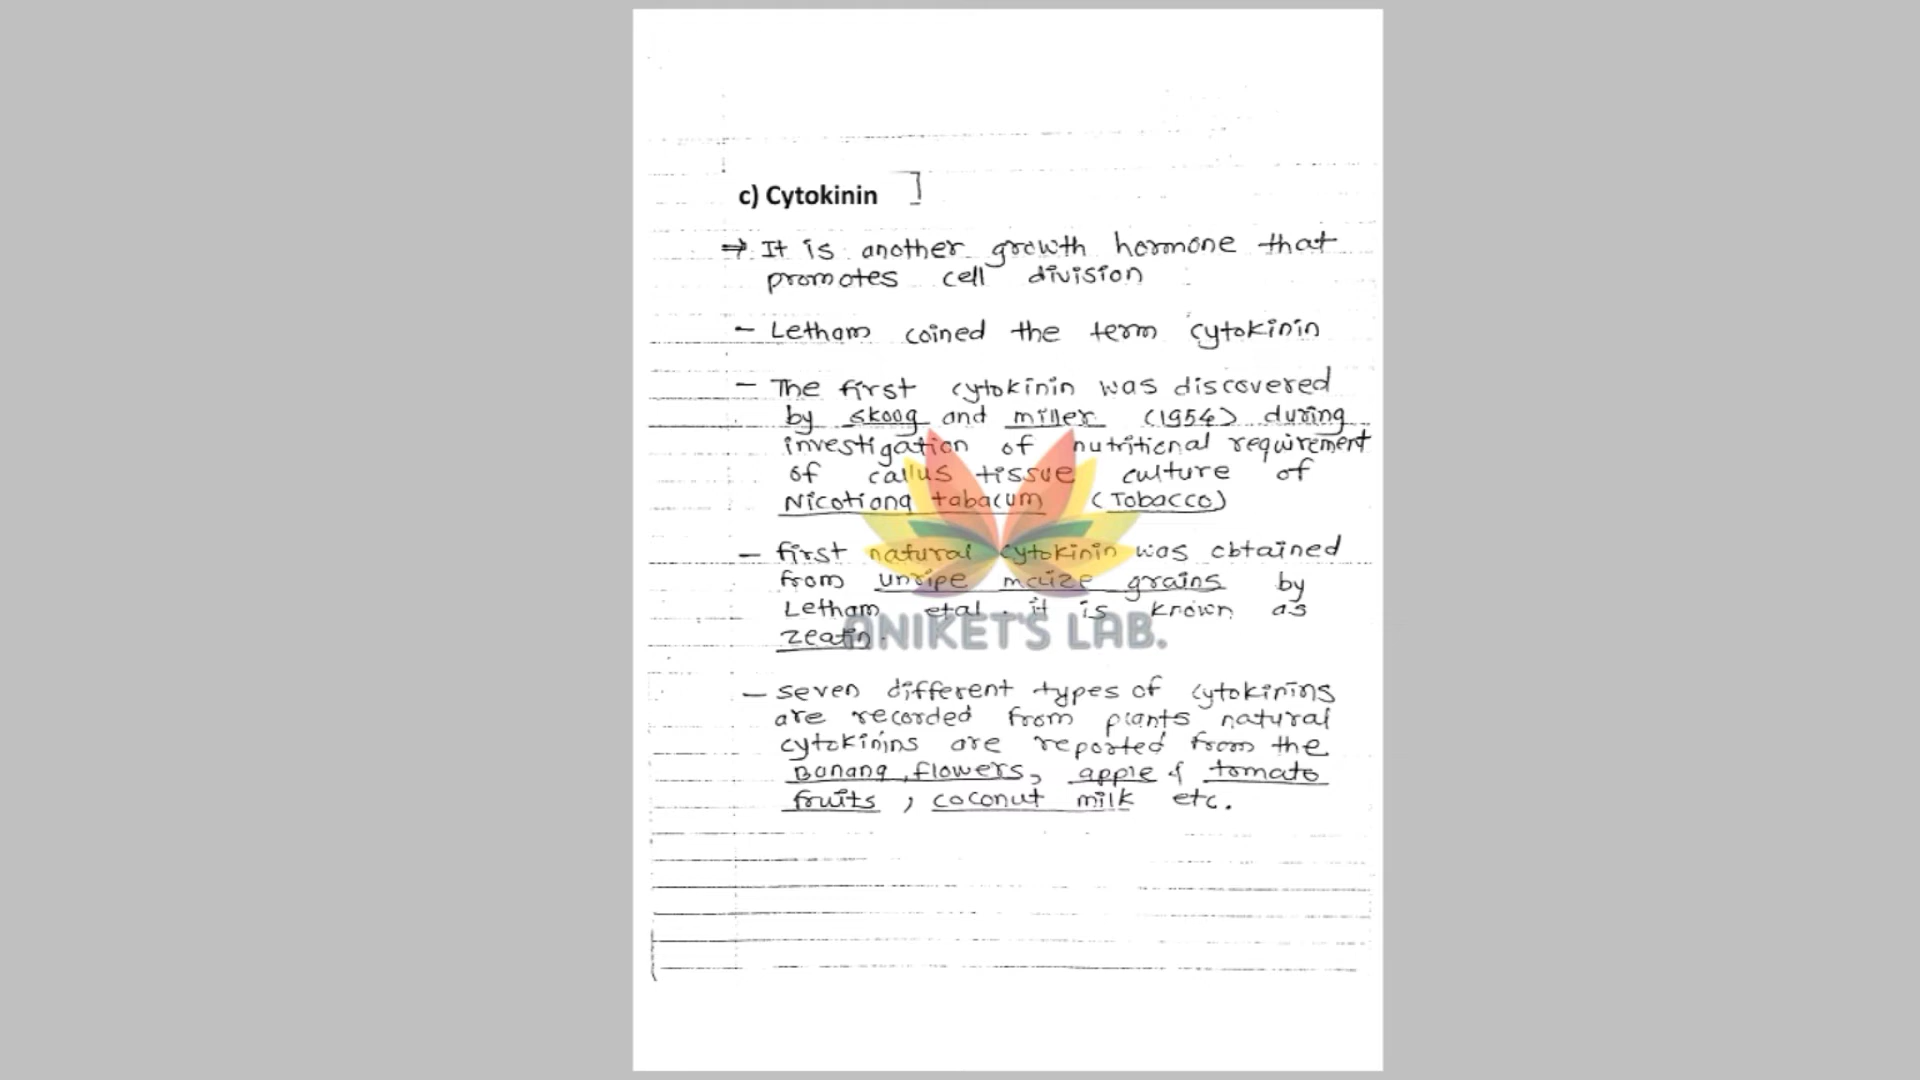 c) Cytokinin ]
⇒ It is another growth hormone that
promotes cell division
- Letham coined the term cytokinin
- The first cytokinin was discovered
by skoog and miller (1954) during
investigation of nutritional requirement
of callus tissue culture of
Nicotiana tabacum (Tobacco)
- first natural cytokinin was obtained
from unripe maize grains by
Letham etal. it is known as
zeatin.
ANIKET'S LAB.
- seven different types of cytokinins
are recorded from plants natural
cytokinins are reported from the
Banana flowers, apple & tomato
fruits, coconut milk etc.